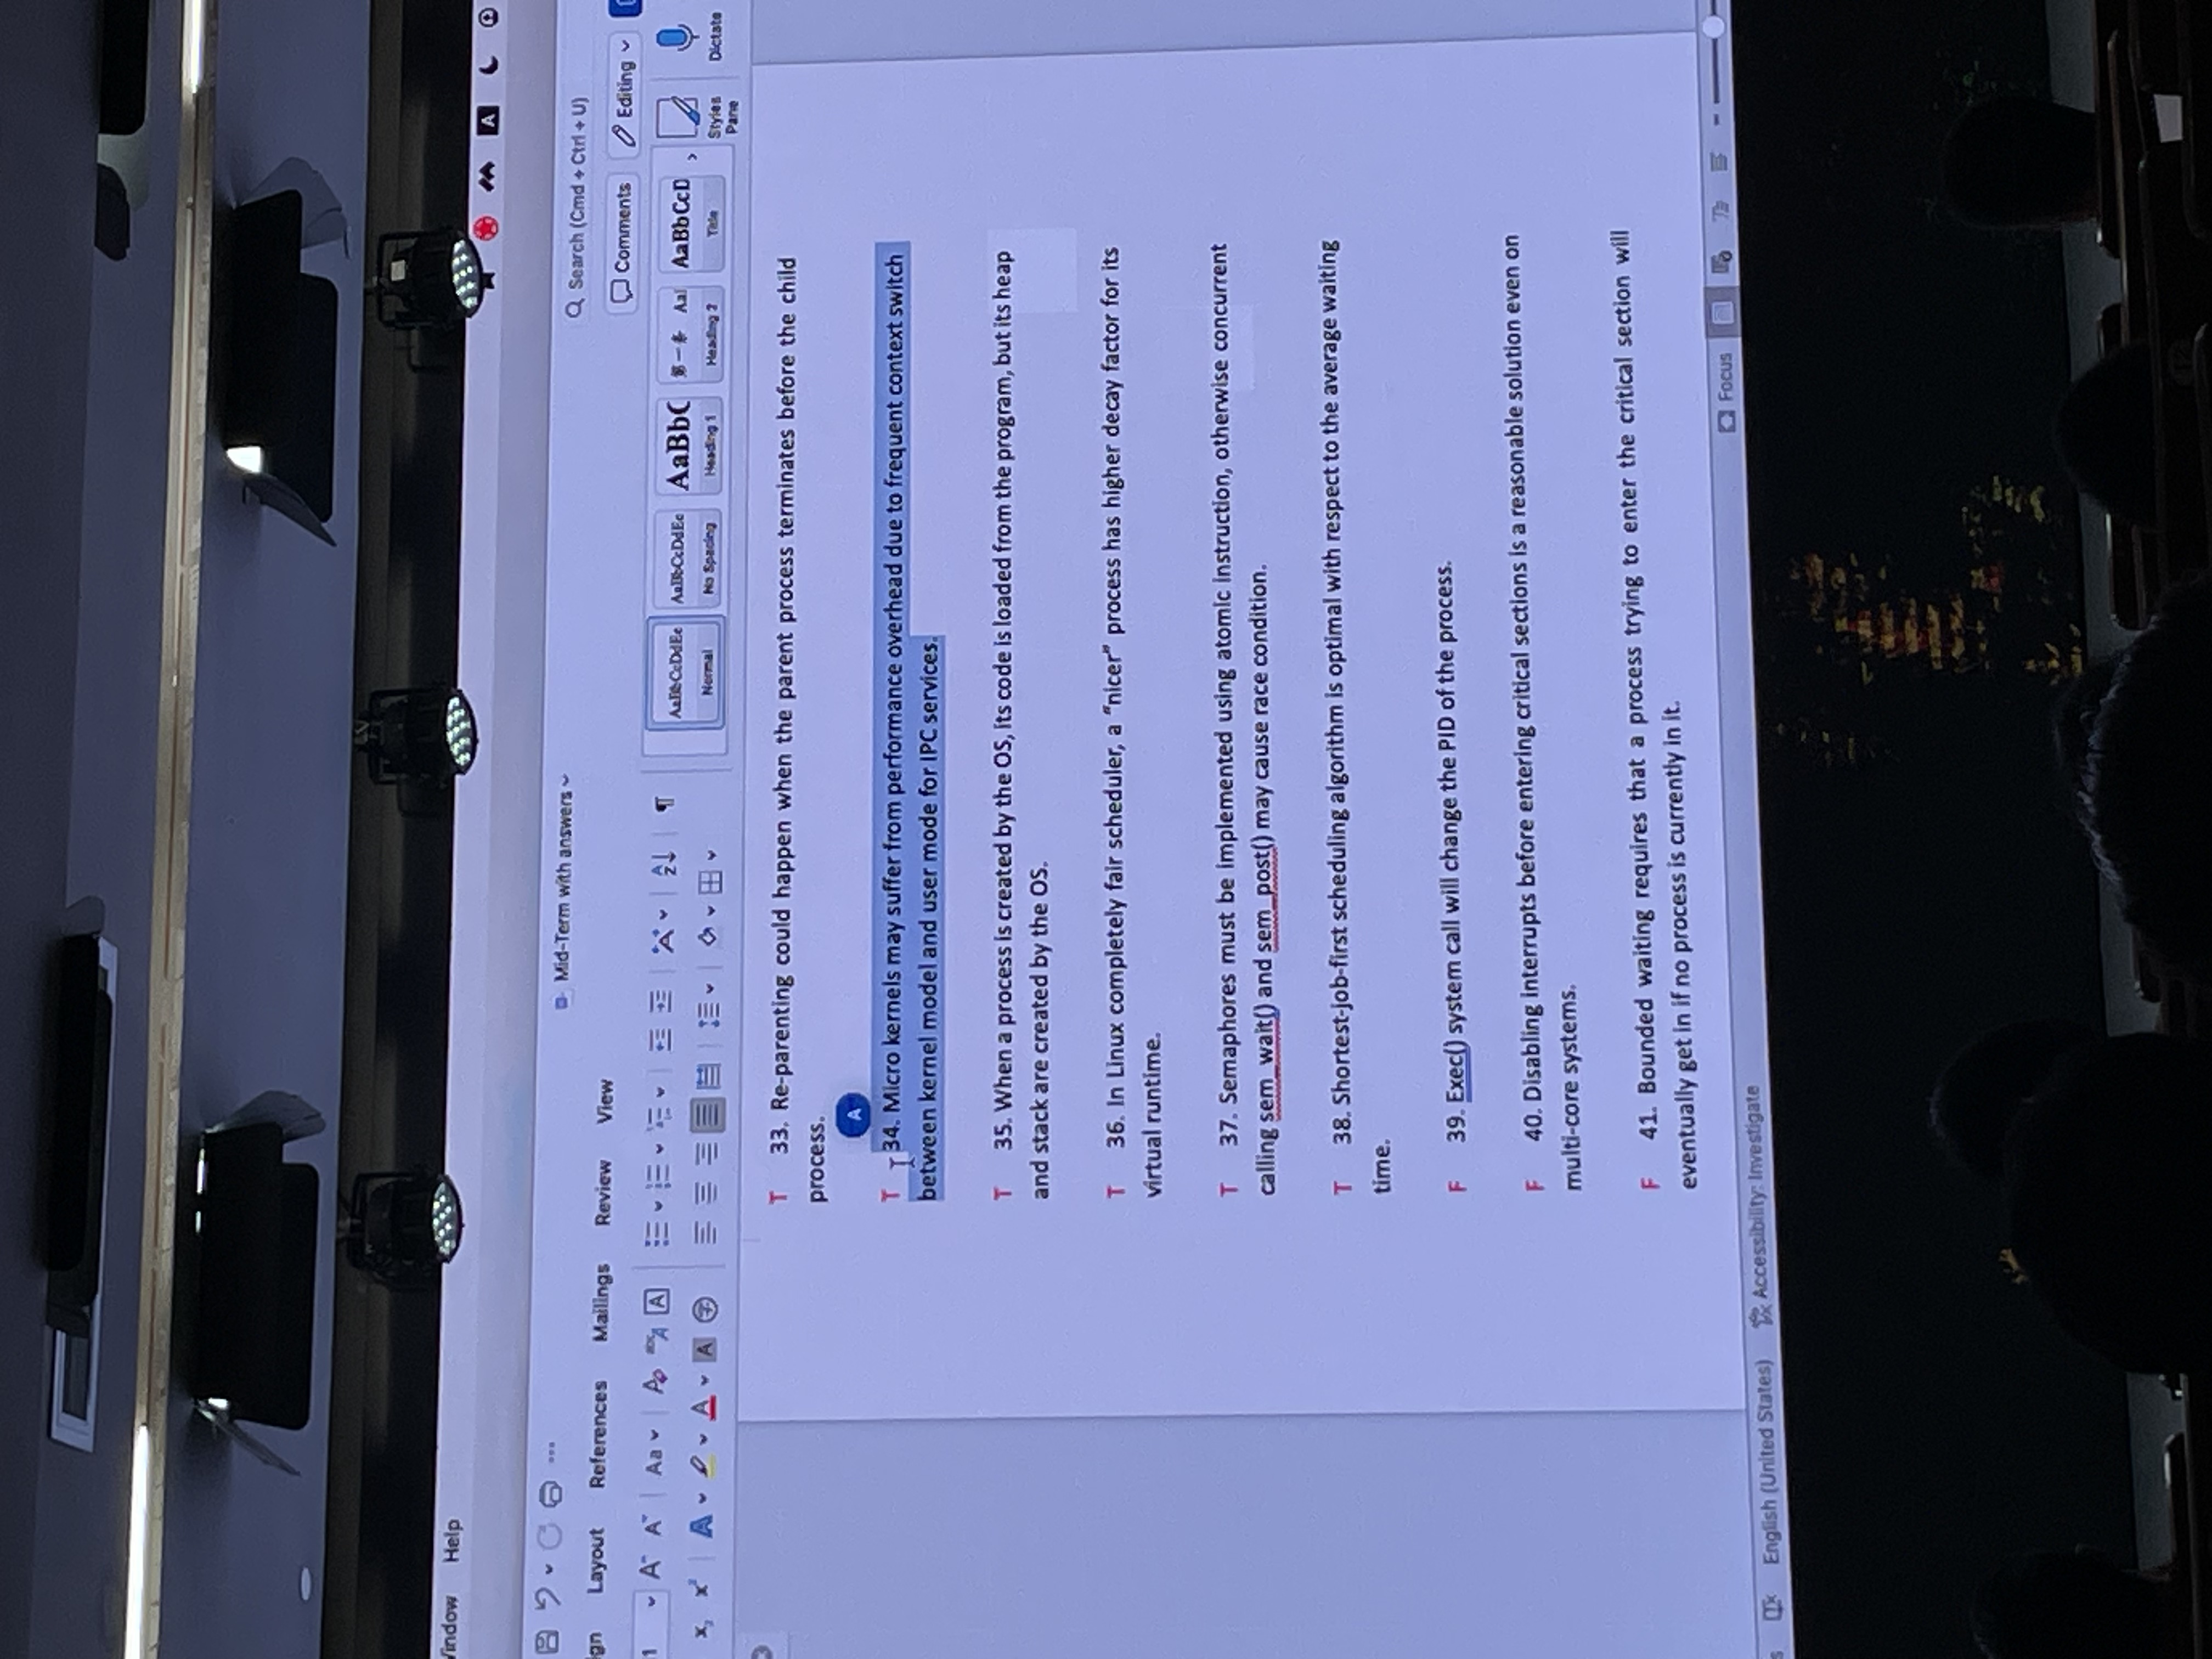 Window Help
A
Mid-Term with answers
Search (Cmd + Ctrl + U)
Layout References Mailings Review View
Comments Editing
AaBbCcDdEe AaBbCcDdEe AaBbC 第一条 Aal AaBbCcD
Normal No Spacing Heading 1 Heading 2 Title
Styles Pane Dictate
T 33. Re-parenting could happen when the parent process terminates before the child
process.
A
T 34. Micro kernels may suffer from performance overhead due to frequent context switch
between kernel model and user mode for IPC services.
T 35. When a process is created by the OS, its code is loaded from the program, but its heap
and stack are created by the OS.
T 36. In Linux completely fair scheduler, a “nicer” process has higher decay factor for its
virtual runtime.
T 37. Semaphores must be implemented using atomic instruction, otherwise concurrent
calling sem_wait() and sem_post() may cause race condition.
T 38. Shortest-job-first scheduling algorithm is optimal with respect to the average waiting
time.
F 39. Exec() system call will change the PID of the process.
F 40. Disabling interrupts before entering critical sections is a reasonable solution even on
multi-core systems.
F 41. Bounded waiting requires that a process trying to enter the critical section will
eventually get in if no process is currently in it.
Focus
English (United States) Accessibility: Investigate